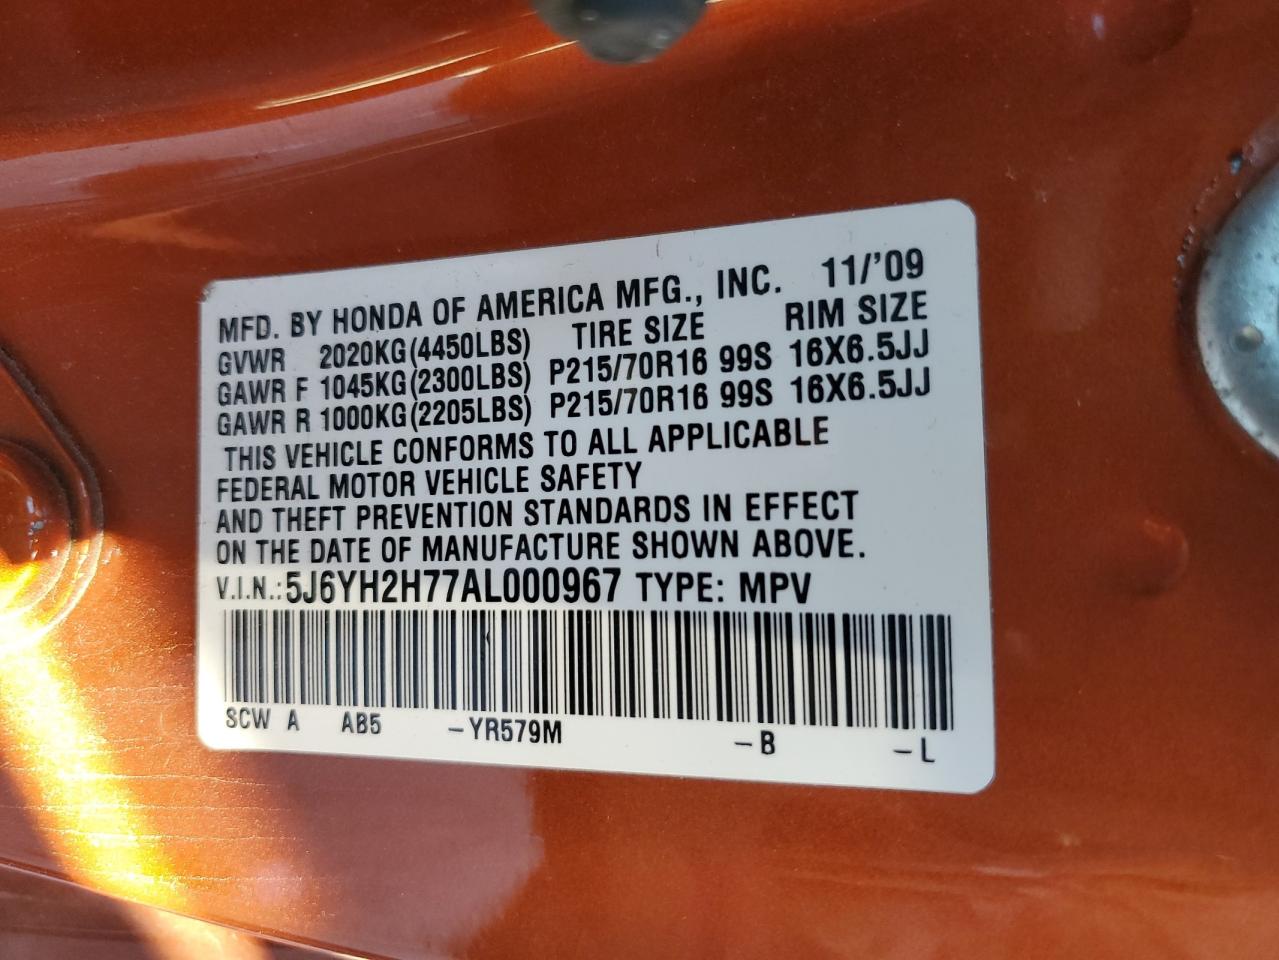 MFD. BY HONDA OF AMERICA MFG., INC. 11/'09
GVWR 2020KG(4450LBS) TIRE SIZE RIM SIZE
GAWR F 1045KG(2300LBS) P215/70R16 99S 16X6.5JJ
GAWR R 1000KG(2205LBS) P215/70R16 99S 16X6.5JJ
THIS VEHICLE CONFORMS TO ALL APPLICABLE
FEDERAL MOTOR VEHICLE SAFETY
AND THEFT PREVENTION STANDARDS IN EFFECT
ON THE DATE OF MANUFACTURE SHOWN ABOVE.
V.I.N.: 5J6YH2H77AL000967 TYPE: MPV
SCW A AB5 -YR579M -B -L